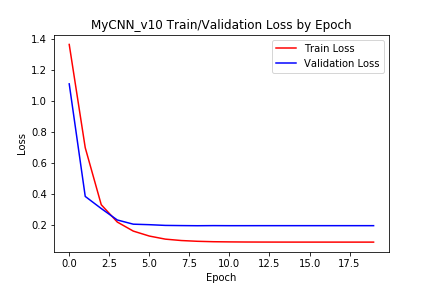 MyCNN_v10 Train/Validation Loss by Epoch
Train Loss
Validation Loss
1.4
1.2
1.0
0.8
0.6
0.4
0.2
Loss
0.0 2.5 5.0 7.5 10.0 12.5 15.0 17.5
Epoch